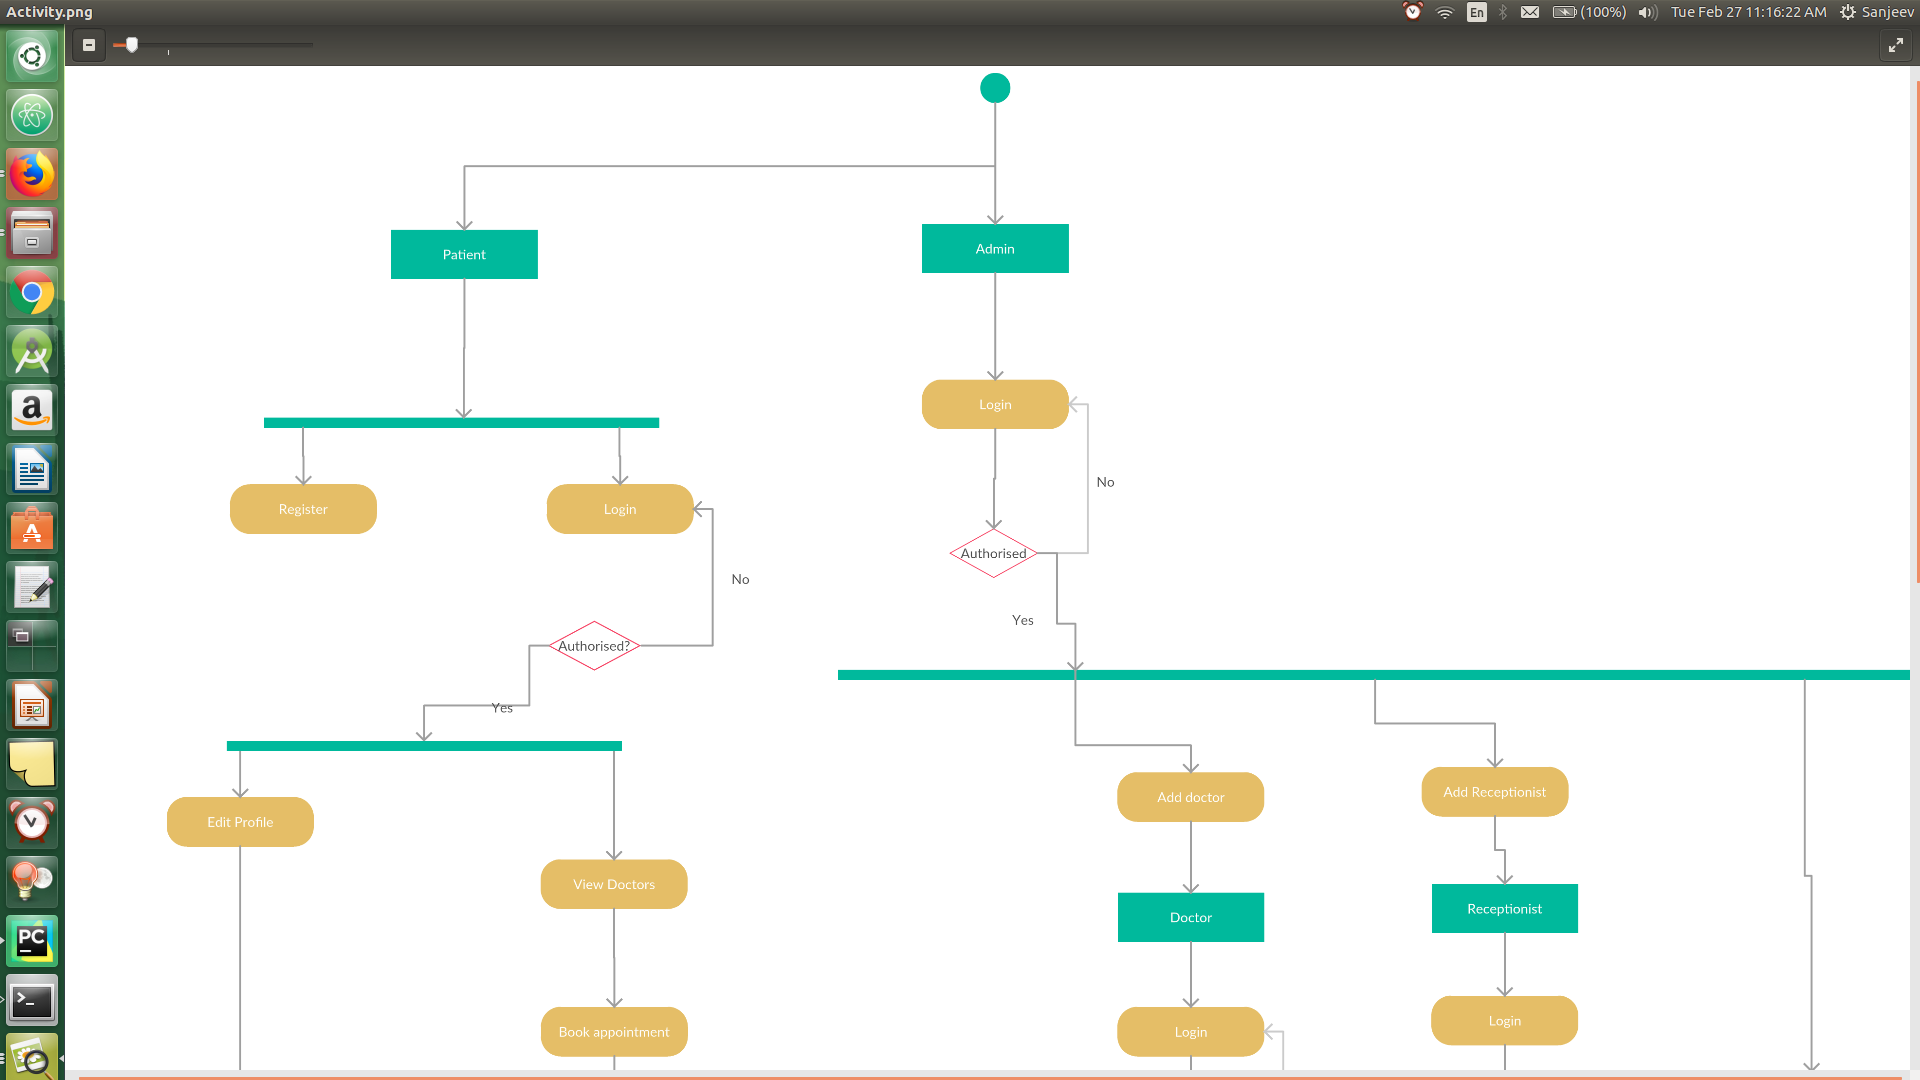 Activity.png
En
(100%)
Tue Feb 27 11:16:22 AM
Sanjeev
Patient
Admin
Login
No
Register
Login
Authorised
No
Yes
Authorised?
Yes
Add Receptionist
Add doctor
Edit Profile
View Doctors
Receptionist
Doctor
Login
Book appointment
Login
a
A
PC
>_